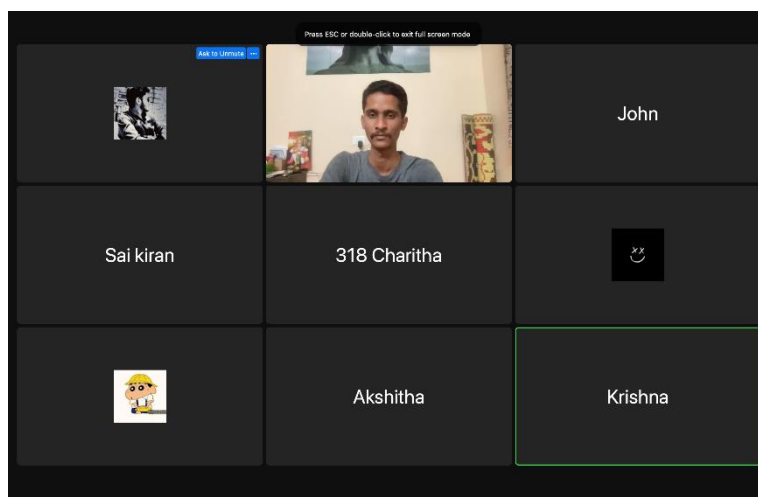 Press ESC or double-click to exit full screen mode
Ask to Unmute ...
John
Sai kiran
318 Charitha
xx
Akshitha
Krishna